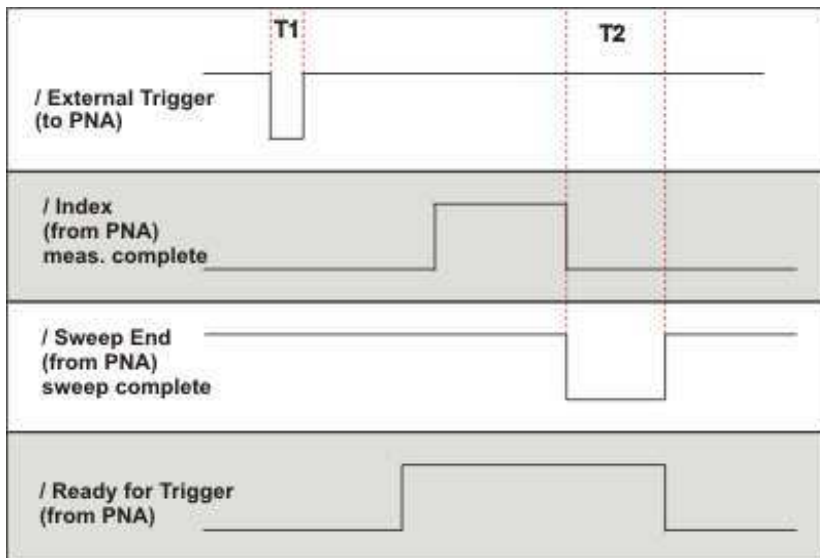 T1
T2
/ External Trigger
(to PNA)
/ Index
(from PNA)
meas. complete
/ Sweep End
(from PNA)
sweep complete
/ Ready for Trigger
(from PNA)